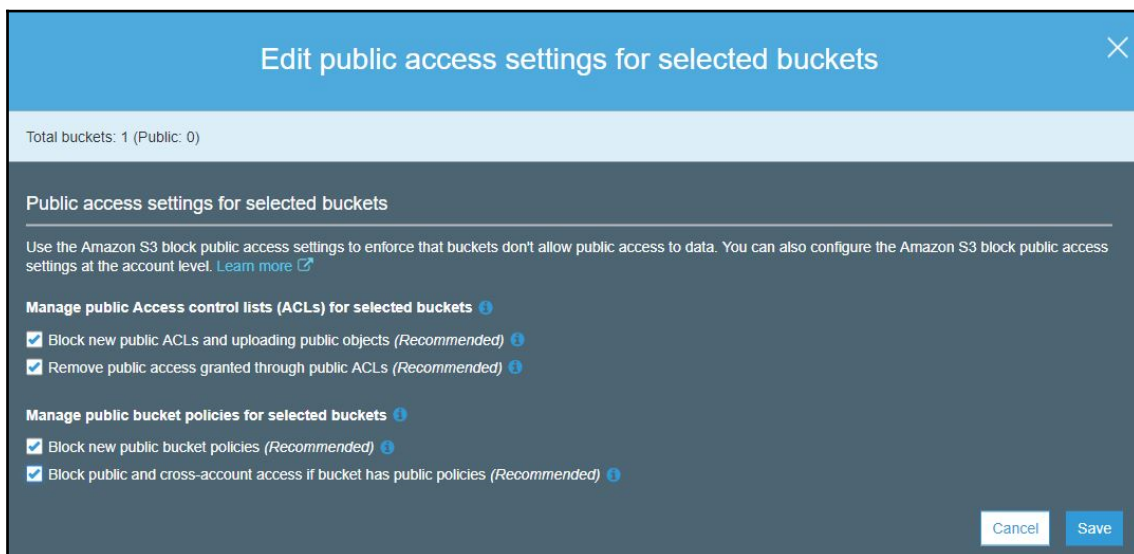 Edit public access settings for selected buckets
Total buckets: 1 (Public: 0)
Public access settings for selected buckets
Use the Amazon S3 block public access settings to enforce that buckets don't allow public access to data. You can also configure the Amazon S3 block public access
settings at the account level. Learn more
Manage public Access control lists (ACLs) for selected buckets
Block new public ACLs and uploading public objects (Recommended)
Remove public access granted through public ACLs (Recommended)
Manage public bucket policies for selected buckets
Block new public bucket policies (Recommended)
Block public and cross-account access if bucket has public policies (Recommended)
Cancel Save